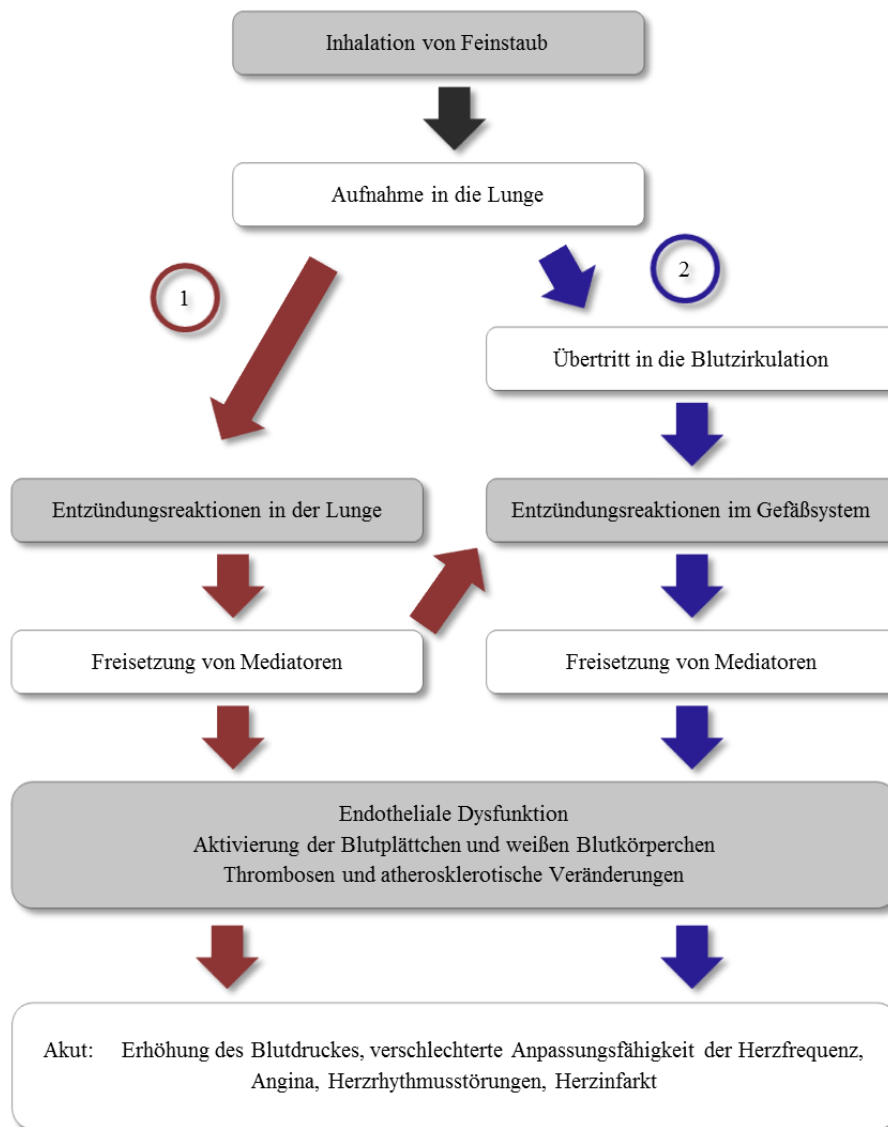 Inhalation von Feinstaub
Aufnahme in die Lunge
1
2
Übertritt in die Blutzirkulation
Entzündungsreaktionen in der Lunge
Entzündungsreaktionen im Gefäßsystem
Freisetzung von Mediatoren
Freisetzung von Mediatoren
Endotheliale Dysfunktion
Aktivierung der Blutplättchen und weißen Blutkörperchen
Thrombosen und atherosklerotische Veränderungen
Akut: Erhöhung des Blutdruckes, verschlechterte Anpassungsfähigkeit der Herzfrequenz,
Angina, Herzrhythmusstörungen, Herzinfarkt